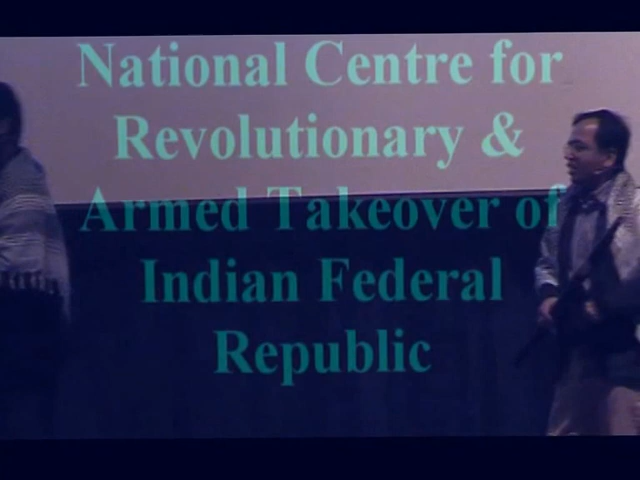 National Centre for
Revolutionary &
Armed Takeover of
Indian Federal
Republic